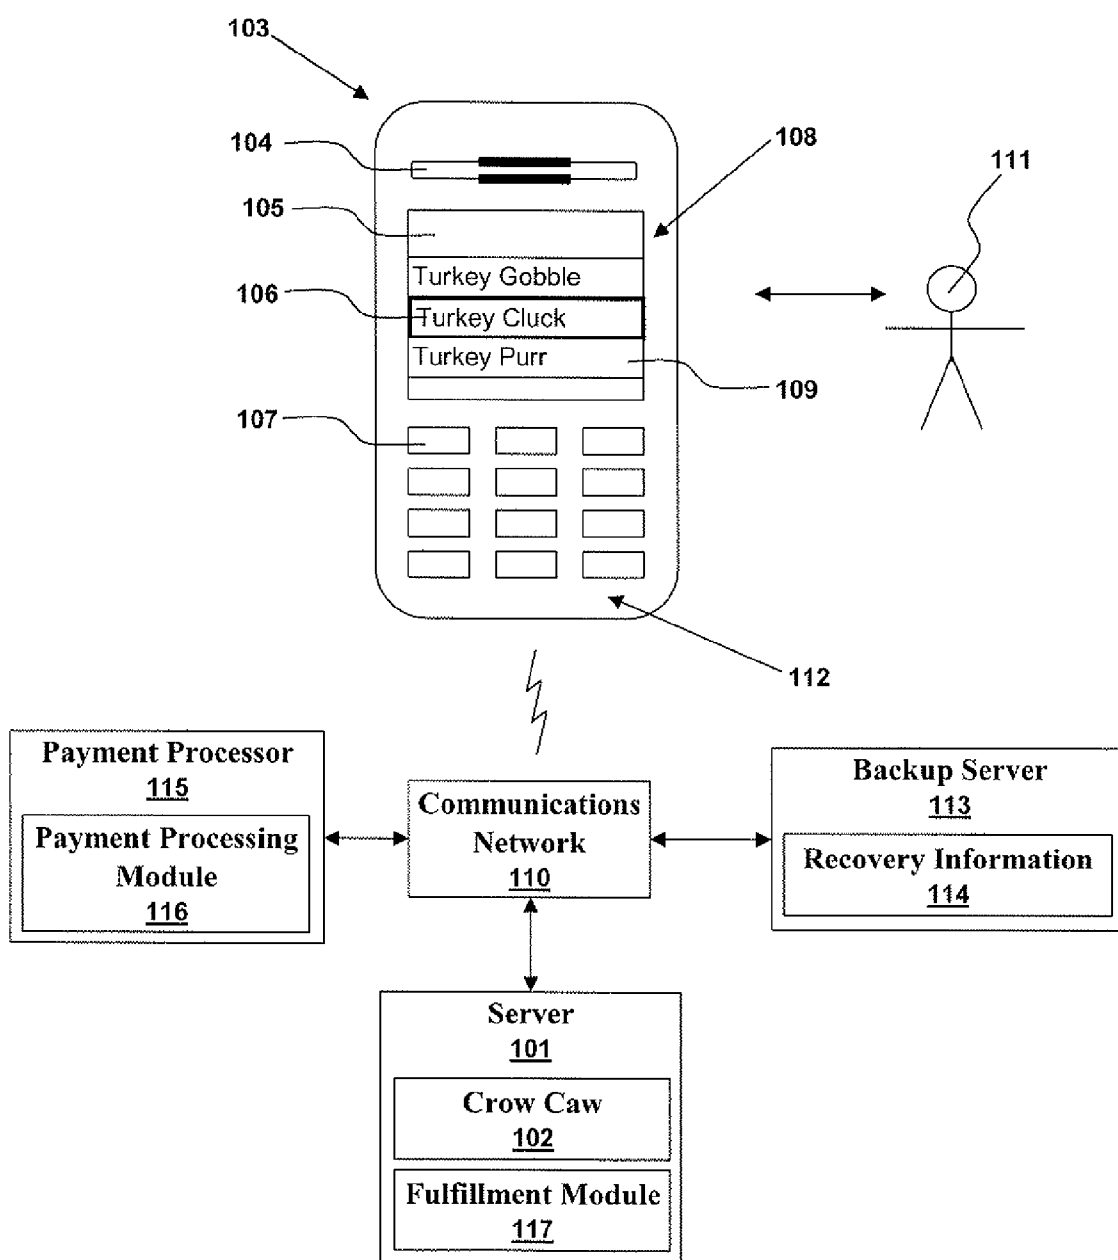 103
104
108
111
105
Turkey Gobble
106
Turkey Cluck
Turkey Purr
109
107
112
Payment Processor
115
Payment Processing
Module
116
Communications
Network
110
Backup Server
113
Recovery Information
114
Server
101
Crow Caw
102
Fulfillment Module
117